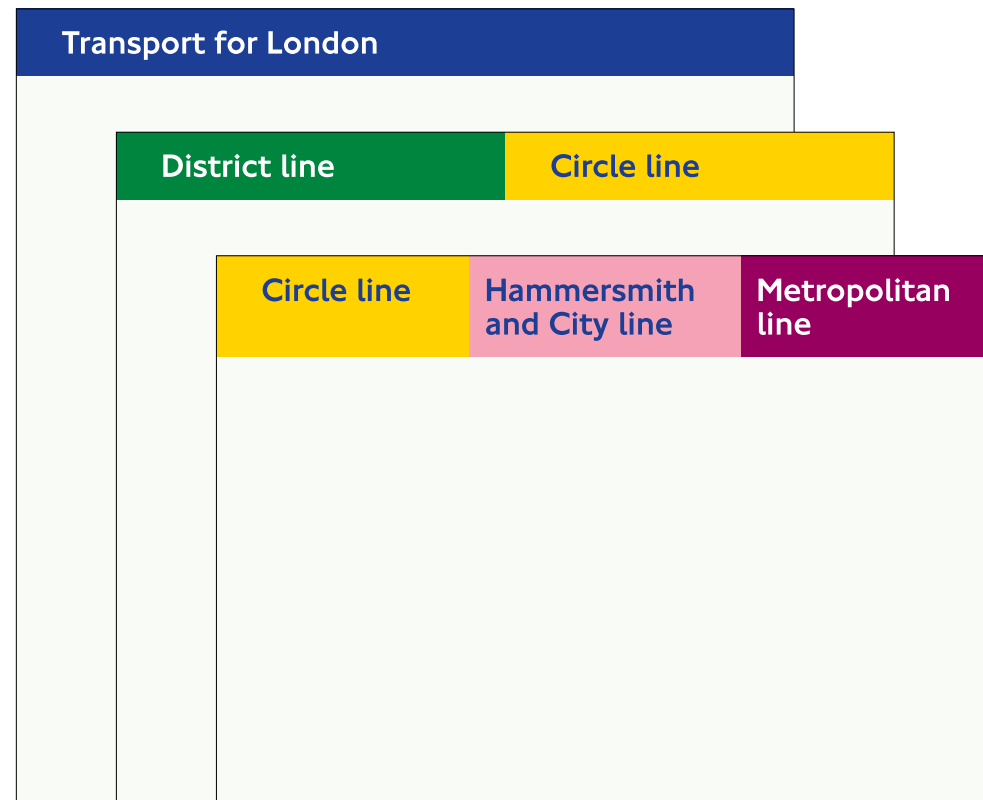 Transport for London
District line
Circle line
Circle line
Hammersmith
and City line
Metropolitan
line